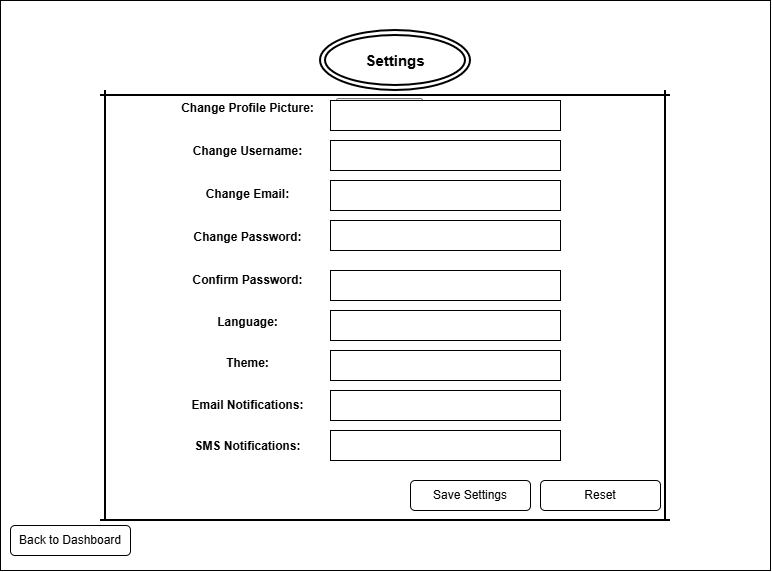 Settings
Change Profile Picture:
Change Username:
Change Email:
Change Password:
Confirm Password:
Language:
Theme:
Email Notifications:
SMS Notifications:
Save Settings
Reset
Back to Dashboard